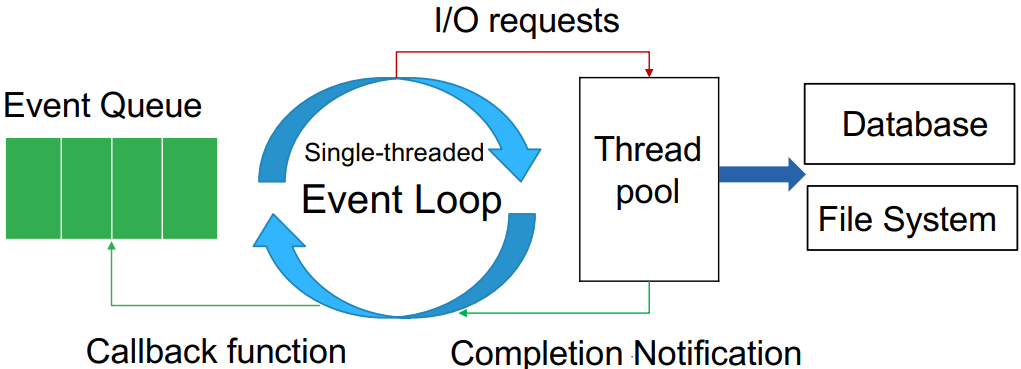 I/O requests
Event Queue
Single-threaded
Event Loop
Thread
pool
Database
File System
Callback function
Completion Notification